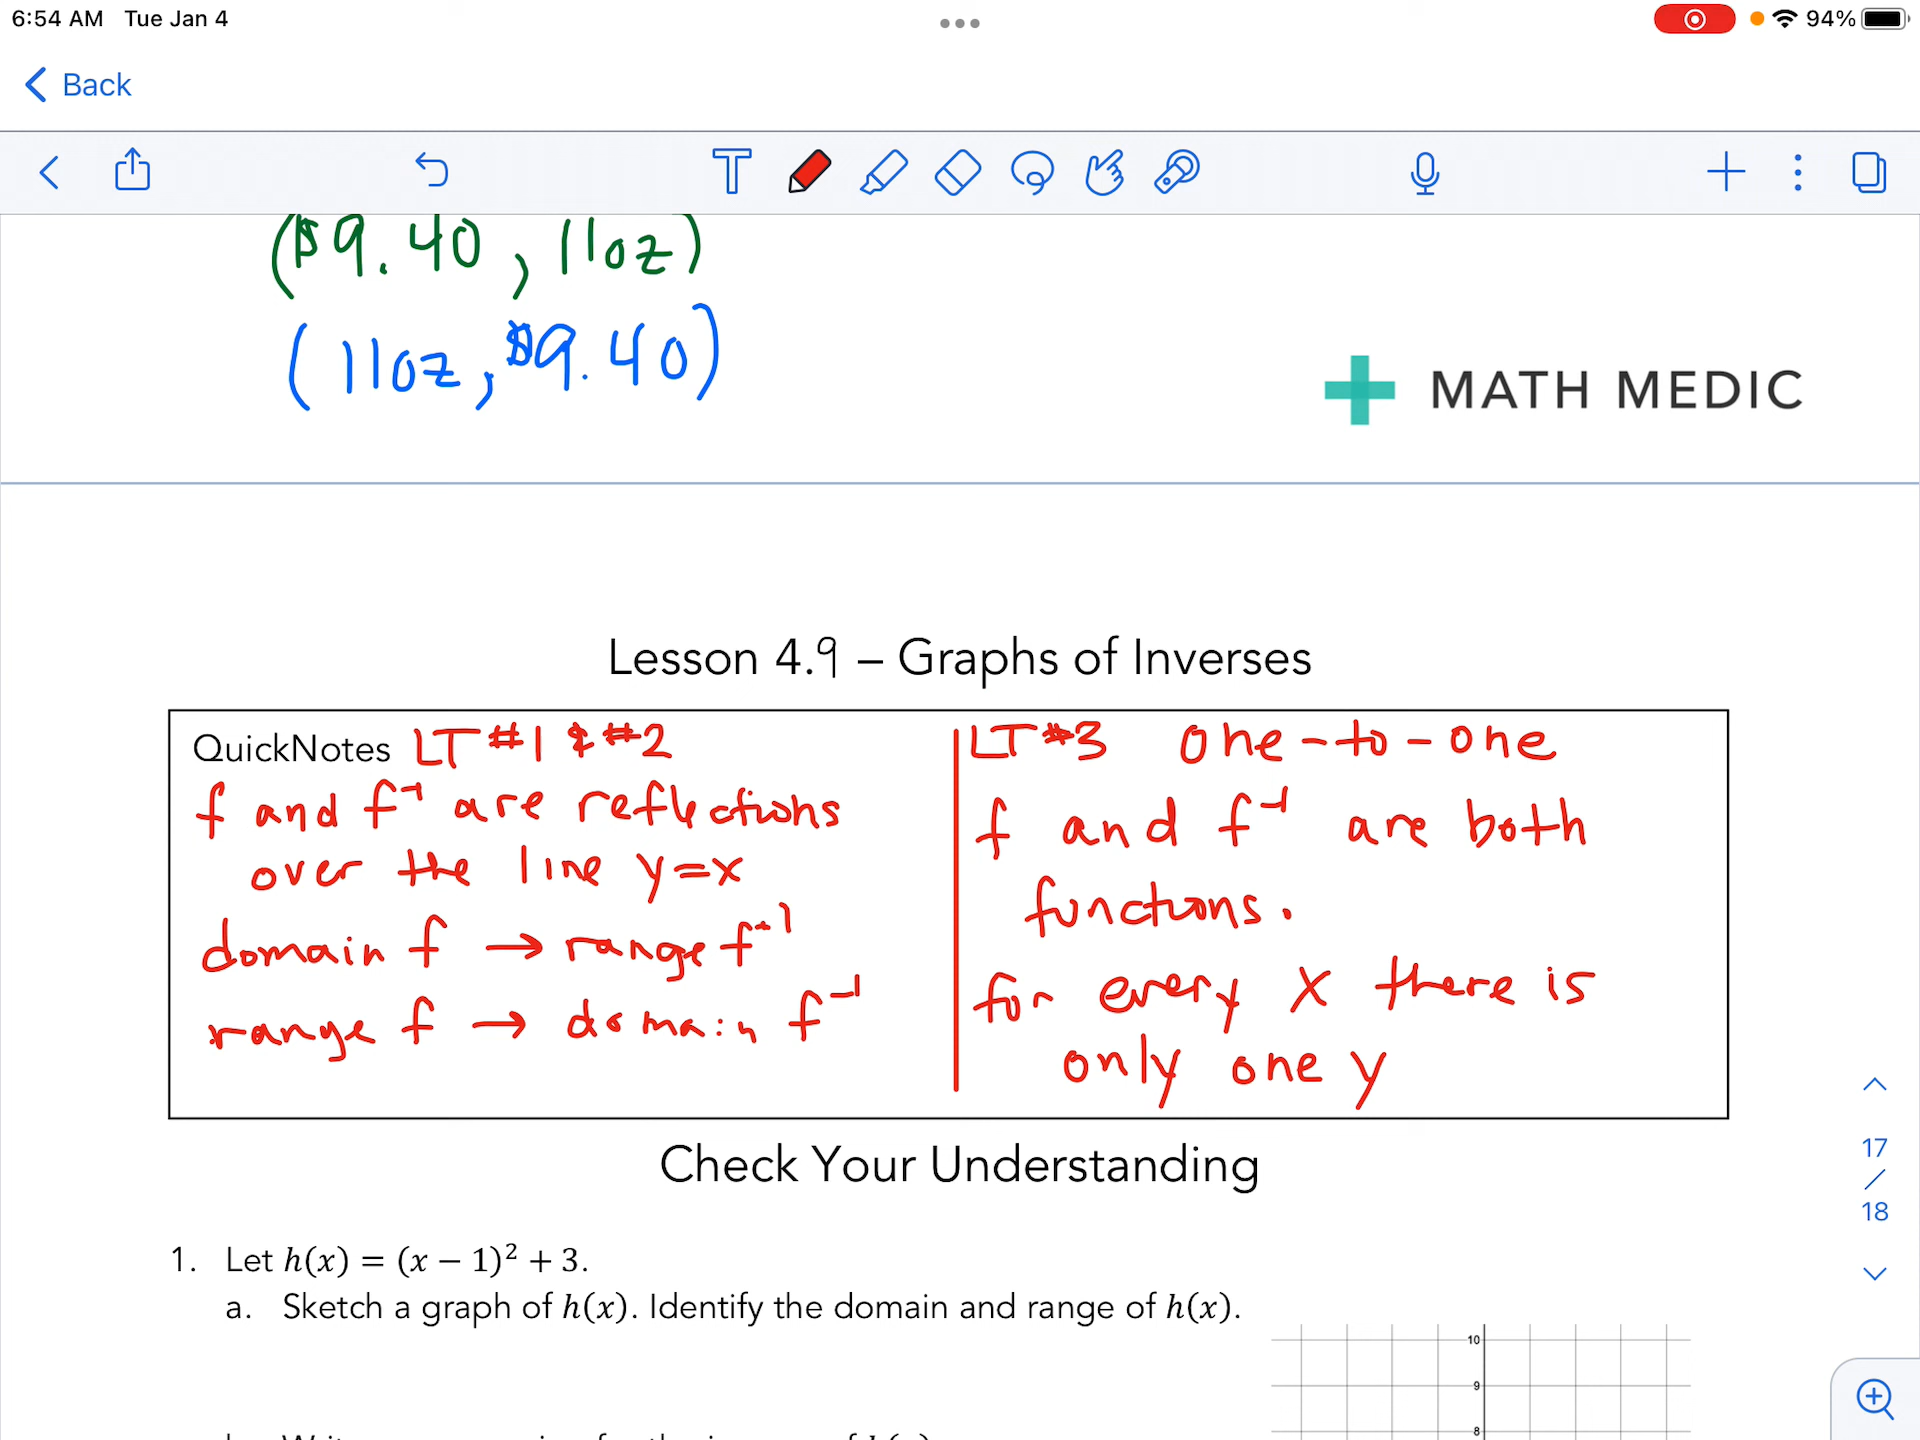 6:54 AM Tue Jan 4
94%
Back
($9.40, 11oz)
(11oz, $9.40)
MATH MEDIC
Lesson 4.9 – Graphs of Inverses
QuickNotes LT #1 & #2
f and f⁻¹ are reflections
over the line y=x
domain f → range f⁻¹
range f → domain f⁻¹
LT #3 one-to-one
f and f⁻¹ are both
functions.
for every x there is
only one y
Check Your Understanding
17
/
18
1. Let h(x) = (x − 1)² + 3.
a. Sketch a graph of h(x). Identify the domain and range of h(x).
10
9
8